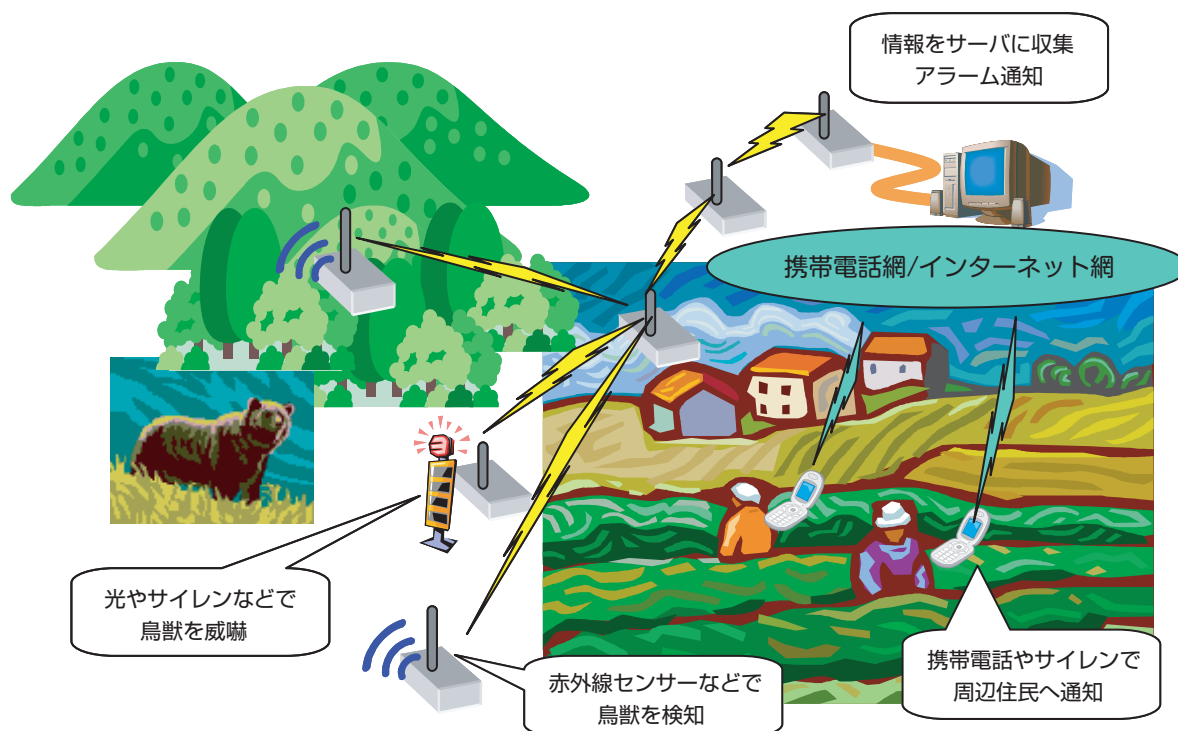 情報をサーバに収集
アラーム通知
携帯電話網/インターネット網
光やサイレンなどで
鳥獣を威嚇
赤外線センサーなどで
鳥獣を検知
携帯電話やサイレンで
周辺住民へ通知